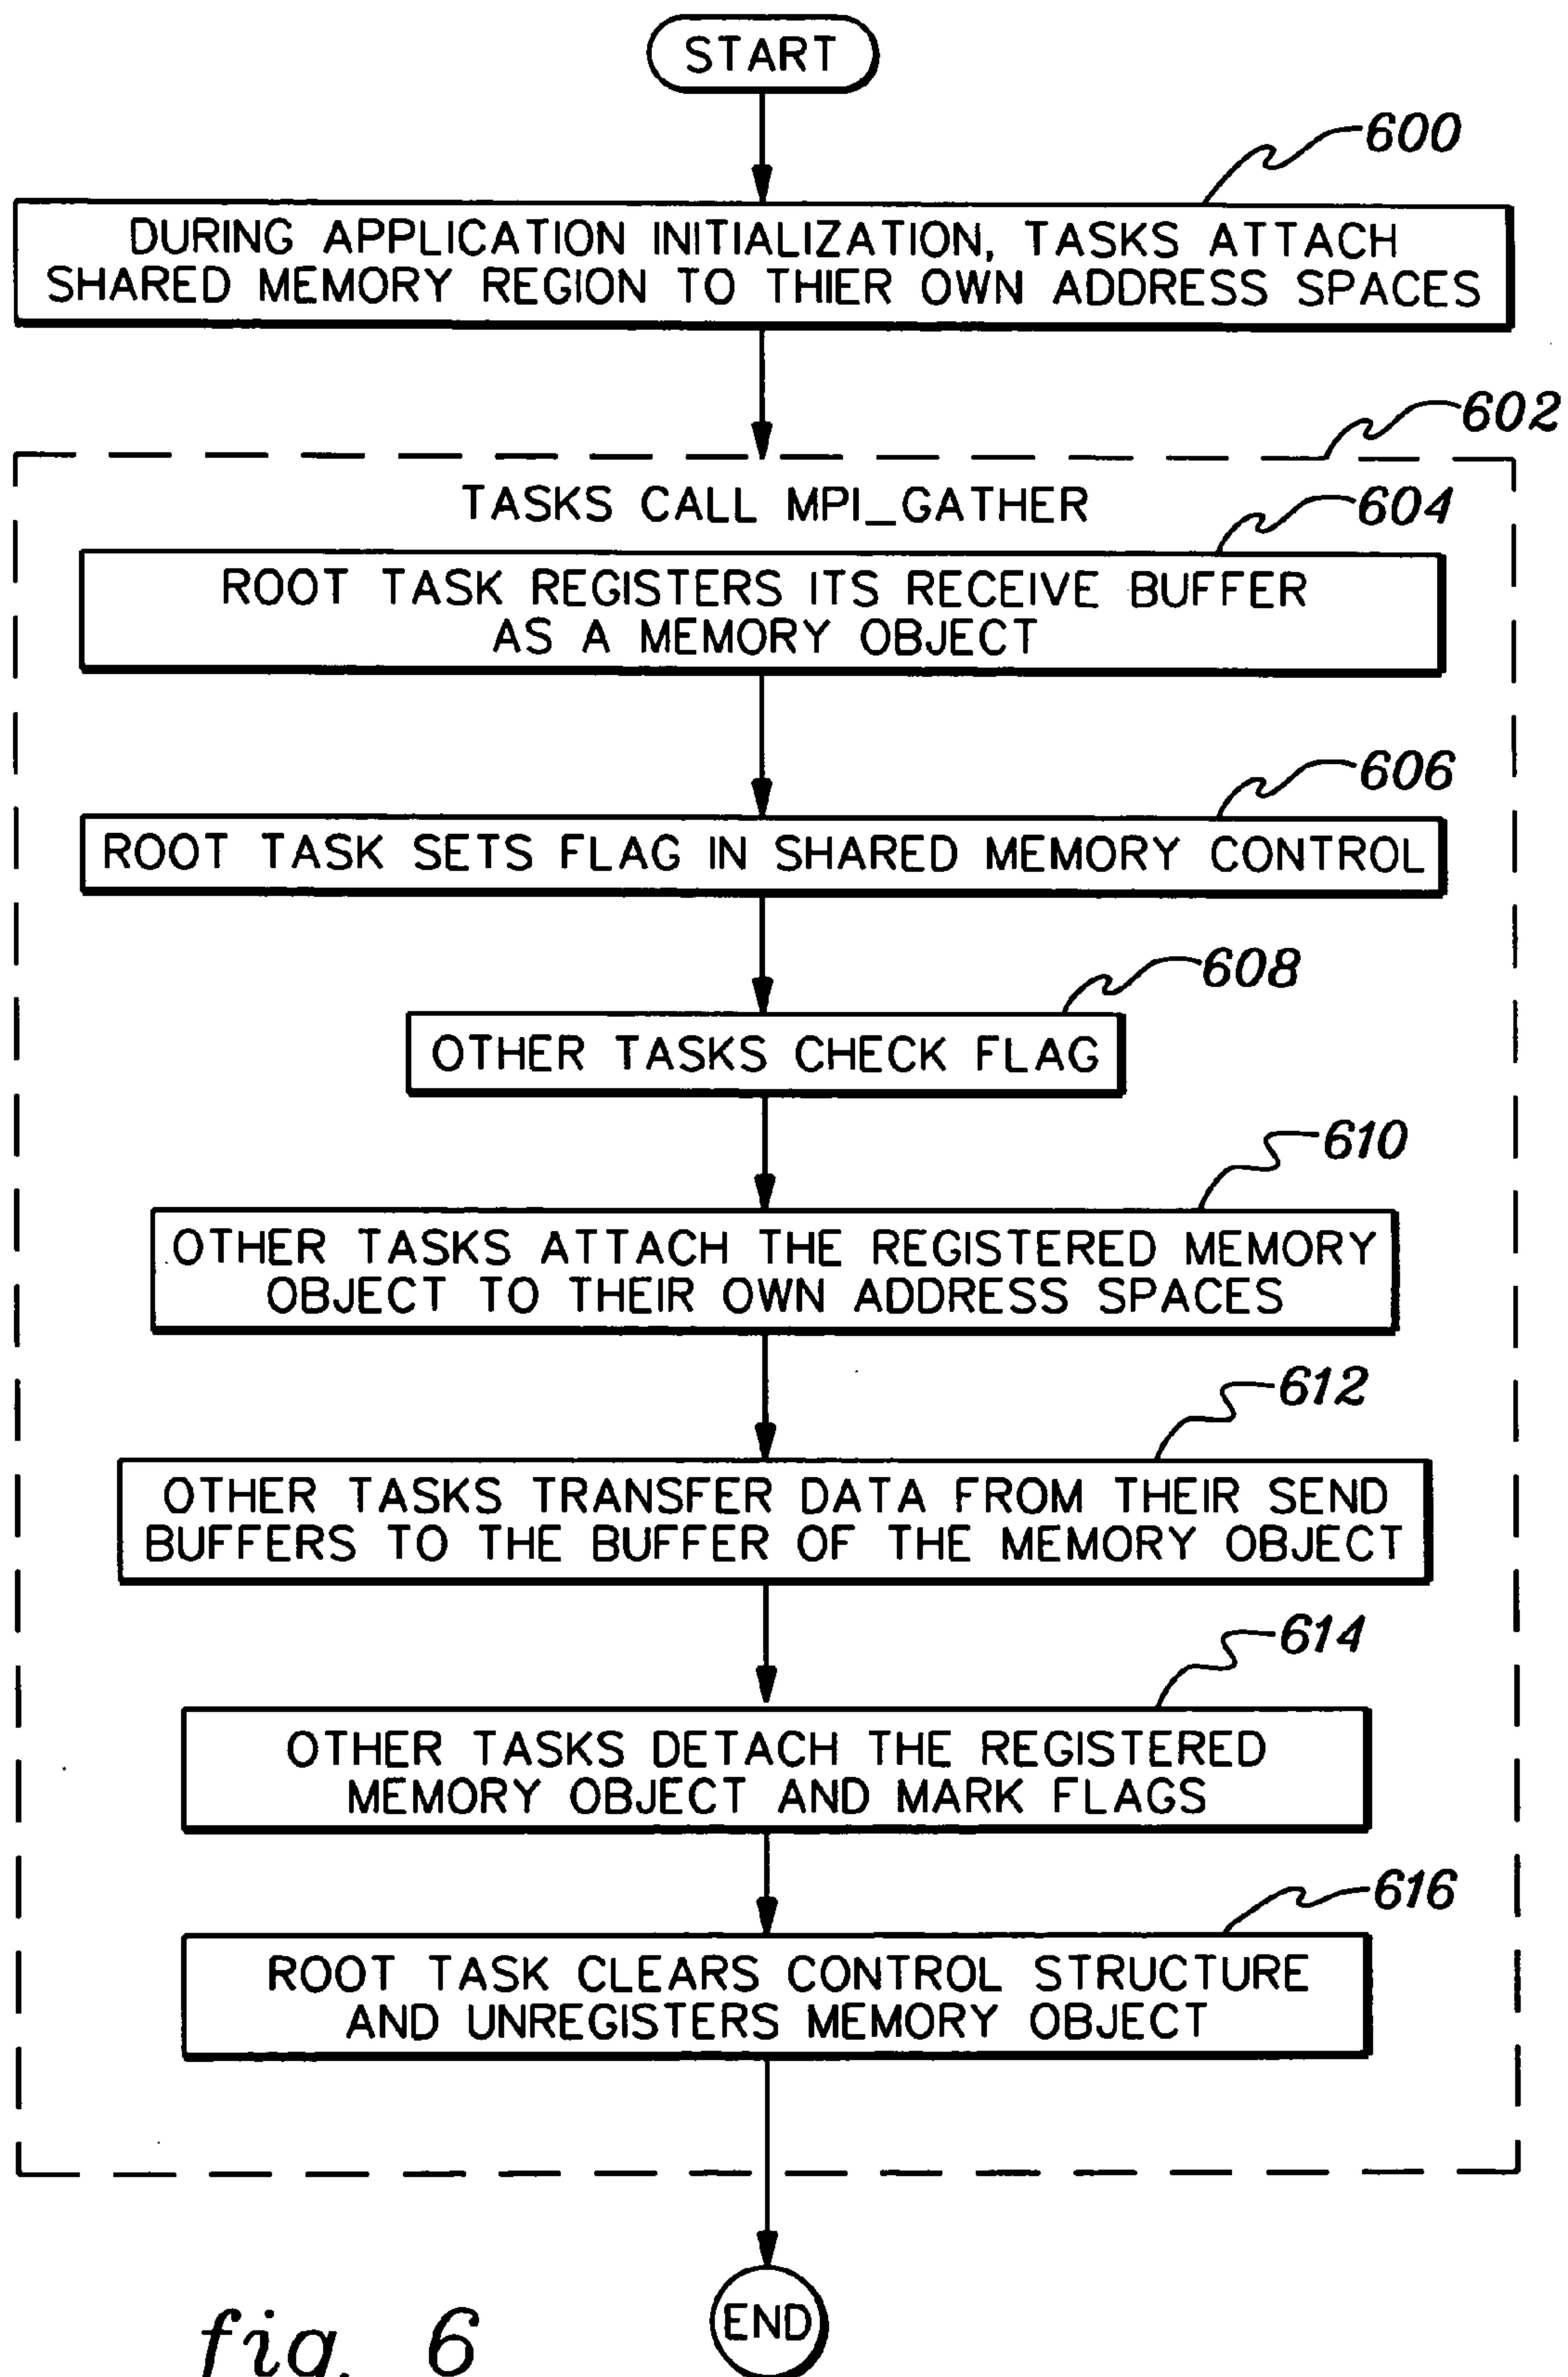 START
600
DURING APPLICATION INITIALIZATION, TASKS ATTACH
SHARED MEMORY REGION TO THIER OWN ADDRESS SPACES
602
TASKS CALL MPI_GATHER
604
ROOT TASK REGISTERS ITS RECEIVE BUFFER
AS A MEMORY OBJECT
606
ROOT TASK SETS FLAG IN SHARED MEMORY CONTROL
608
OTHER TASKS CHECK FLAG
610
OTHER TASKS ATTACH THE REGISTERED MEMORY
OBJECT TO THEIR OWN ADDRESS SPACES
612
OTHER TASKS TRANSFER DATA FROM THEIR SEND
BUFFERS TO THE BUFFER OF THE MEMORY OBJECT
614
OTHER TASKS DETACH THE REGISTERED
MEMORY OBJECT AND MARK FLAGS
616
ROOT TASK CLEARS CONTROL STRUCTURE
AND UNREGISTERS MEMORY OBJECT
END
fig. 6